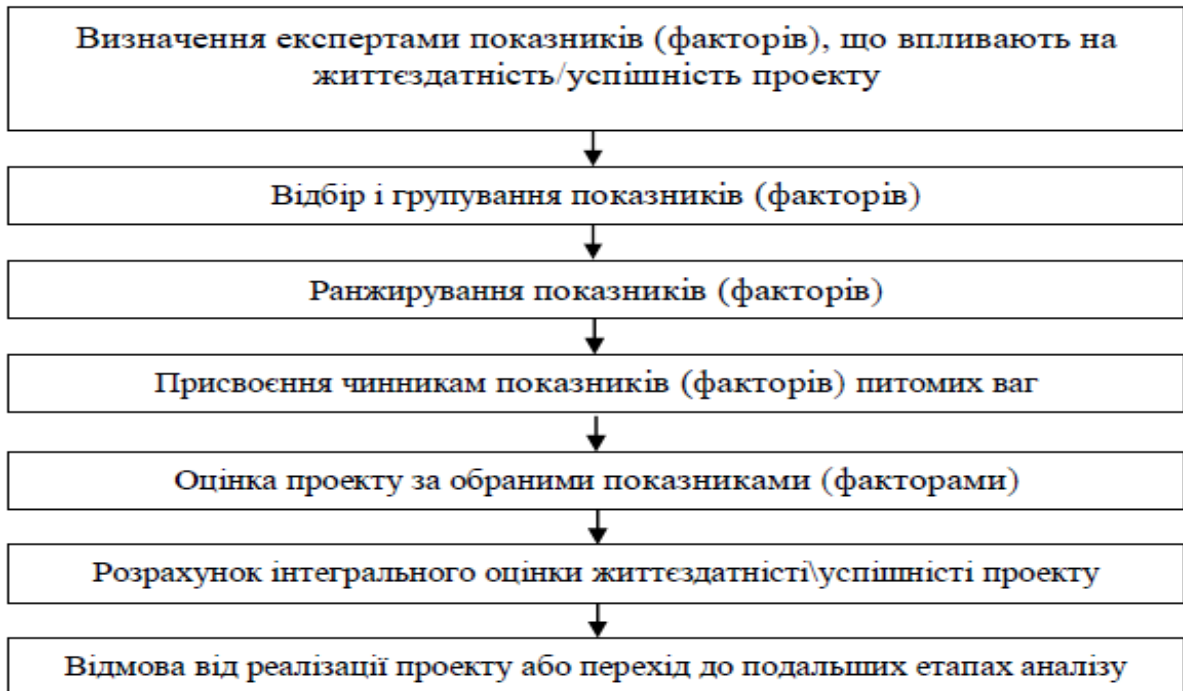 Визначення експертами показників (факторів), що впливають на
життєздатність/успішність проекту
Відбір і групування показників (факторів)
Ранжирування показників (факторів)
Присвоєння чинникам показників (факторів) питомих ваг
Оцінка проекту за обраними показниками (факторами)
Розрахунок інтегрального оцінки життєздатністі\успішністі проекту
Відмова від реалізації проекту або перехід до подальших етапах аналізу